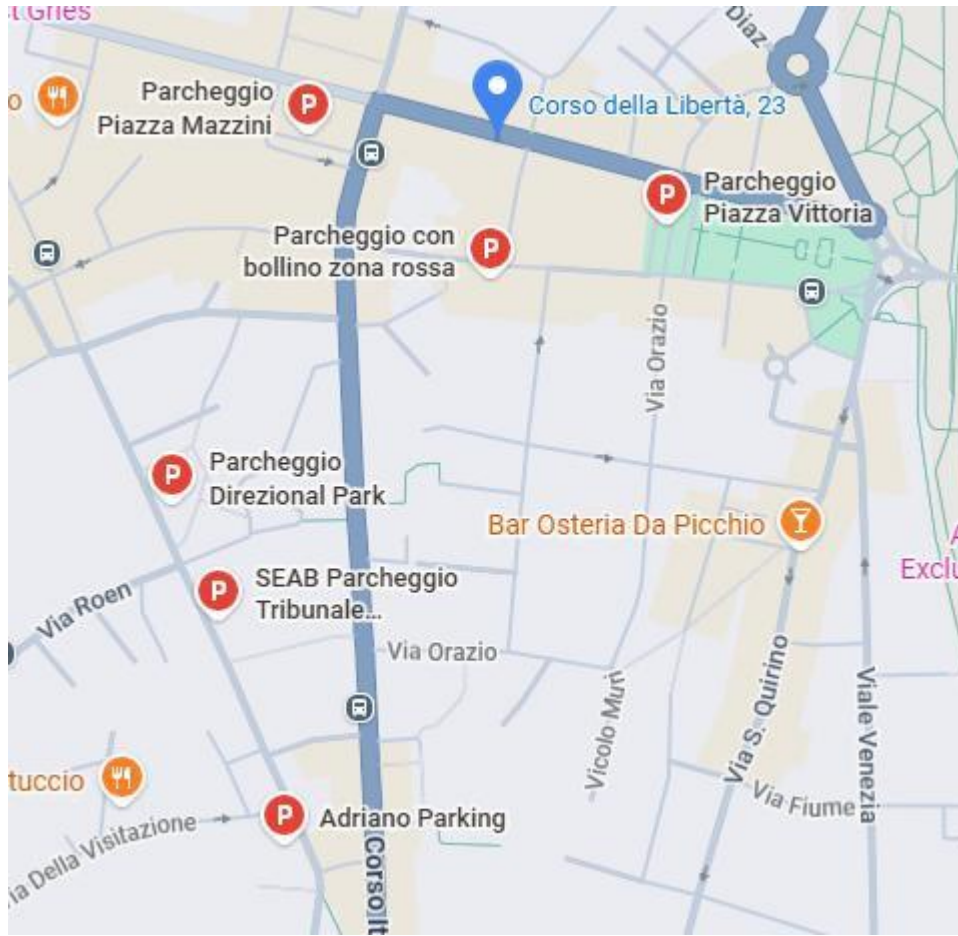 t Gries
Diaz
Parcheggio
Piazza Mazzini
P
Corso della Libertà, 23
P
Parcheggio
Piazza Vittoria
Parcheggio con
bollino zona rossa
P
Via Orazio
P
Parcheggio
Direzional Park
Bar Osteria Da Picchio
Exclu
P
SEAB Parcheggio
Tribunale...
Via Roen
Via Orazio
Vicolo Muri
Via S. Quirino
Viale Venezia
tuccio
Via Fiume
P
Adriano Parking
ia Della Visitazione
Corso It